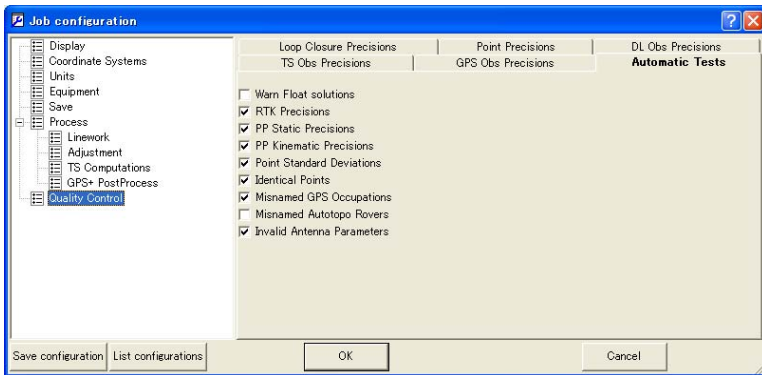 Job configuration
Display
Coordinate Systems
Units
Equipment
Save
Process
Linework
Adjustment
TS Computations
GPS+ PostProcess
Quality Control
Loop Closure Precisions
Point Precisions
DL Obs Precisions
TS Obs Precisions
GPS Obs Precisions
Automatic Tests
Warn Float solutions
RTK Precisions
PP Static Precisions
PP Kinematic Precisions
Point Standard Deviations
Identical Points
Misnamed GPS Occupations
Misnamed Autotopo Rovers
Invalid Antenna Parameters
Save configuration
List configurations
OK
Cancel